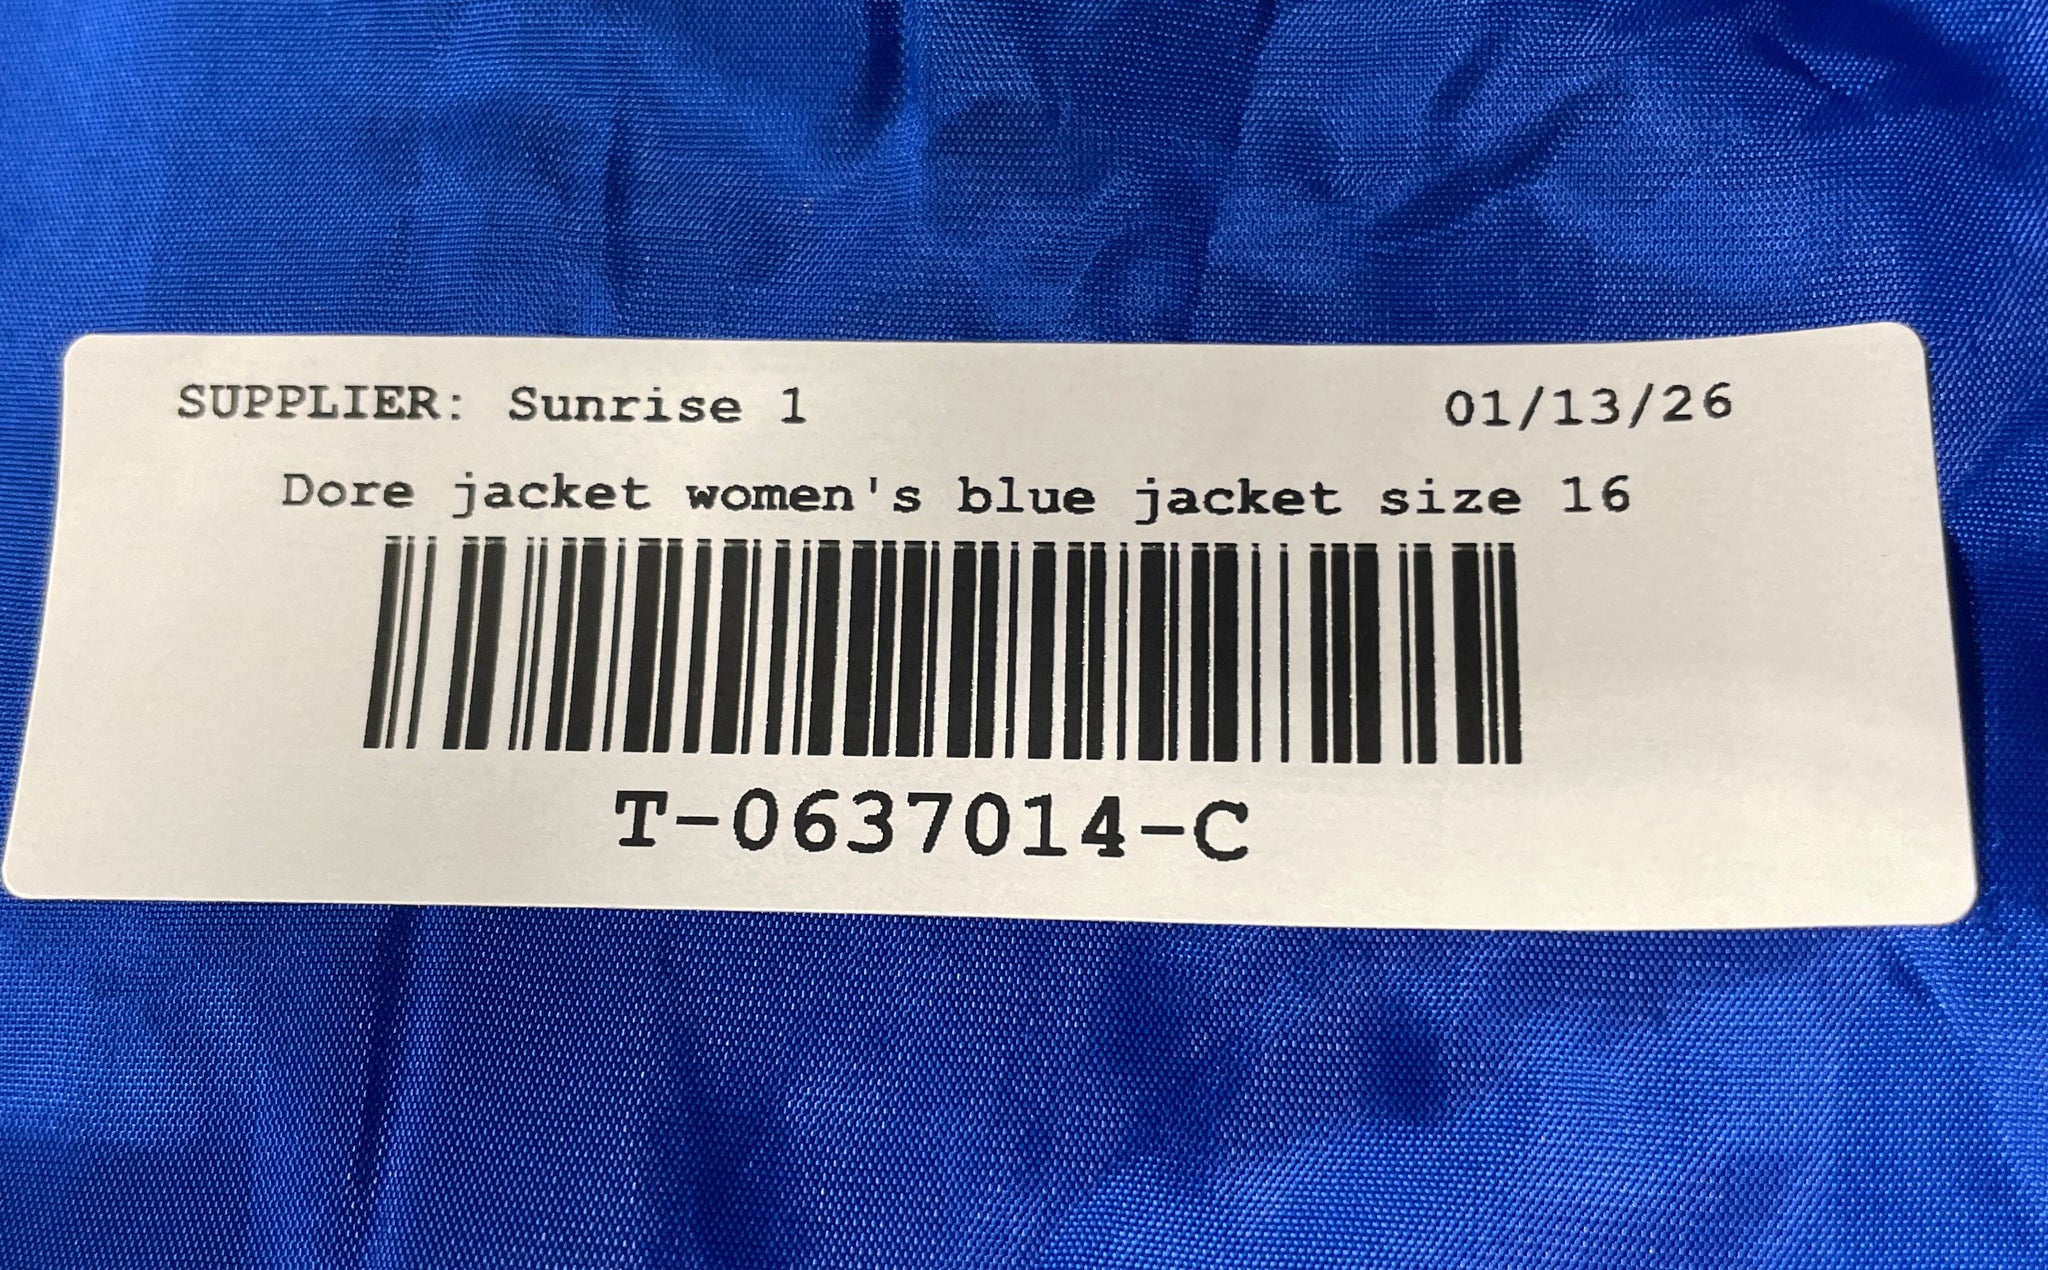 SUPPLIER: Sunrise 1 01/13/26
Dore jacket women's blue jacket size 16
T-0637014-C